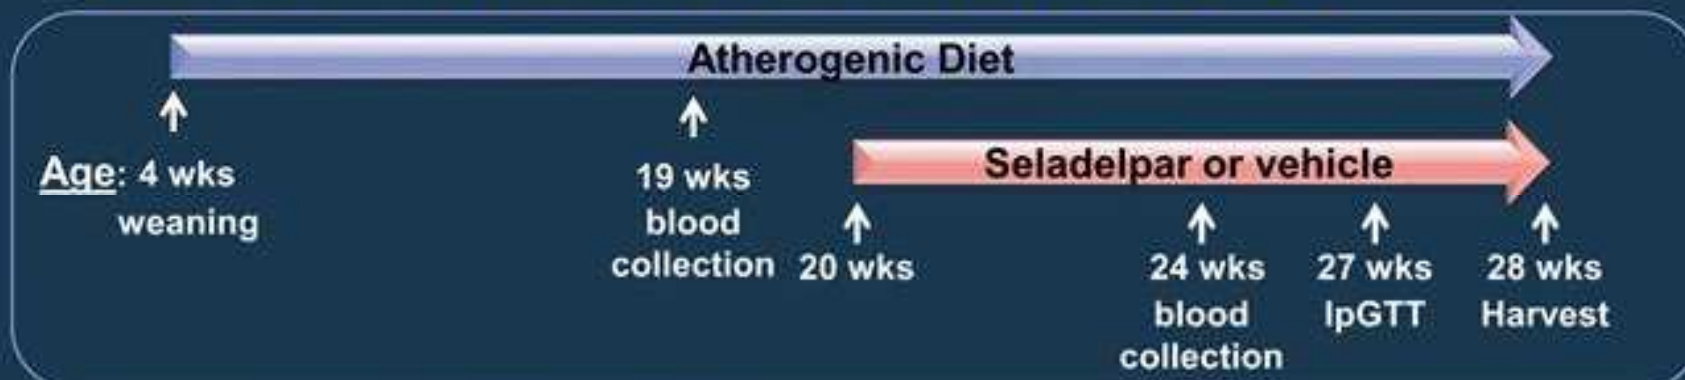 Atherogenic Diet
Seladelpar or vehicle
Age: 4 wks
weaning
19 wks
blood
collection
20 wks
24 wks
blood
collection
27 wks
IpGTT
28 wks
Harvest